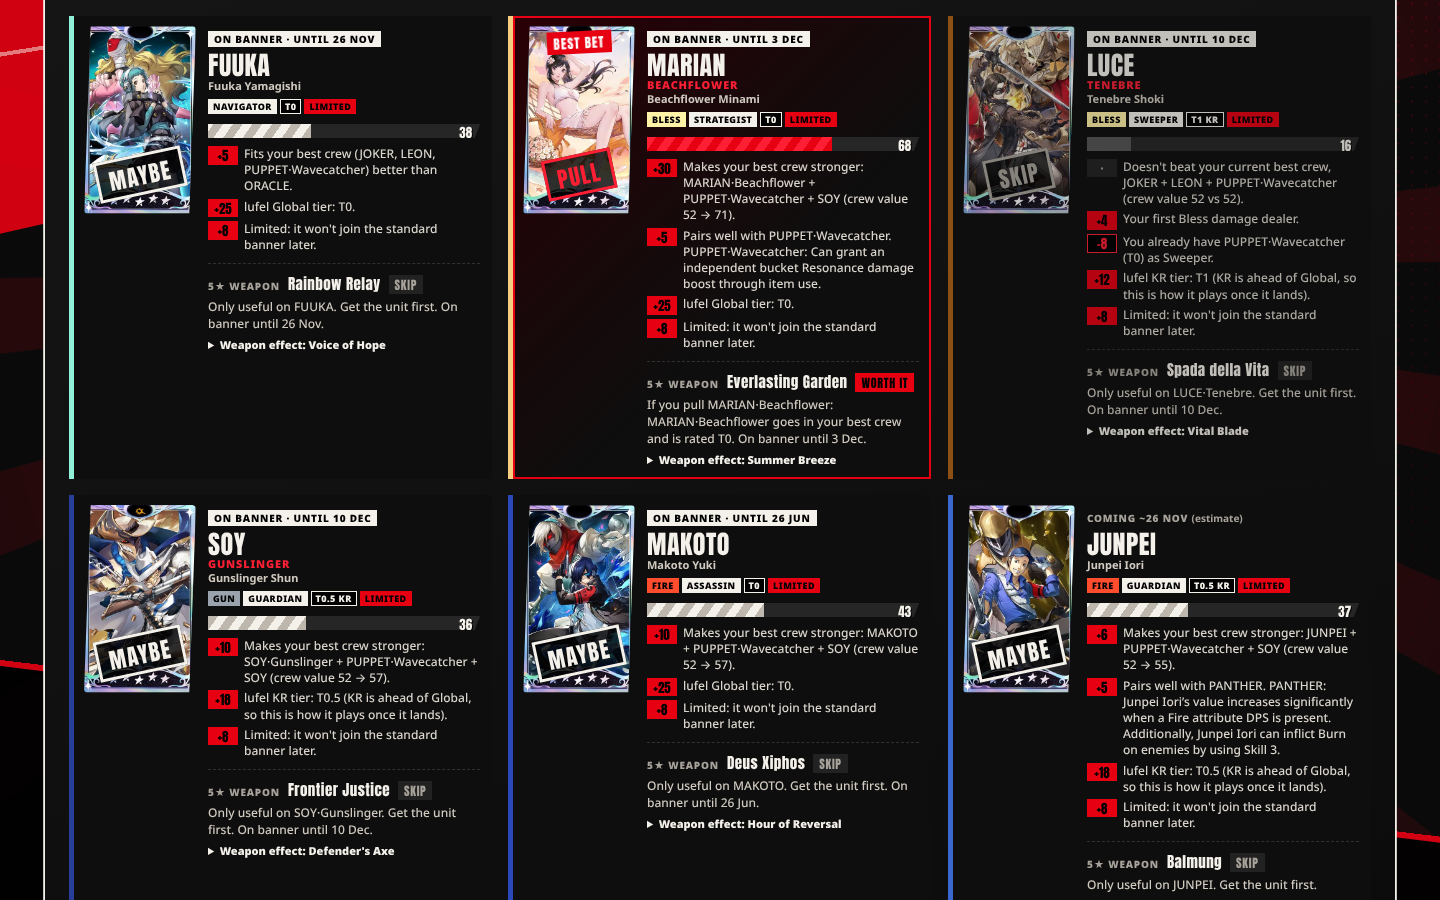 ON BANNER · UNTIL 26 NOV
FUUKA
Fuuka Yamagishi
NAVIGATOR T0 LIMITED
38
MAYBE
+5 Fits your best crew (JOKER, LEON,
PUPPET·Wavecatcher) better than
ORACLE.
+25 lufel Global tier: T0.
+8 Limited: it won't join the standard
banner later.
5★ WEAPON Rainbow Relay SKIP
Only useful on FUUKA. Get the unit first. On
banner until 26 Nov.
▶ Weapon effect: Voice of Hope
BEST BET
ON BANNER · UNTIL 3 DEC
MARIAN
BEACHFLOWER
Beachflower Minami
BLESS STRATEGIST T0 LIMITED
68
PULL
+30 Makes your best crew stronger:
MARIAN·Beachflower +
PUPPET·Wavecatcher + SOY (crew value
52 → 71).
+5 Pairs well with PUPPET·Wavecatcher.
PUPPET·Wavecatcher: Can grant an
independent bucket Resonance damage
boost through item use.
+25 lufel Global tier: T0.
+8 Limited: it won't join the standard
banner later.
5★ WEAPON Everlasting Garden WORTH IT
If you pull MARIAN·Beachflower:
MARIAN·Beachflower goes in your best crew
and is rated T0. On banner until 3 Dec.
▶ Weapon effect: Summer Breeze
ON BANNER · UNTIL 10 DEC
LUCE
TENEBRE
Tenebre Shoki
BLESS SWEEPER T1 KR LIMITED
16
SKIP
· Doesn't beat your current best crew,
JOKER + LEON + PUPPET·Wavecatcher
(crew value 52 vs 52).
+4 Your first Bless damage dealer.
-8 You already have PUPPET·Wavecatcher
(T0) as Sweeper.
+12 lufel KR tier: T1 (KR is ahead of Global, so
this is how it plays once it lands).
+8 Limited: it won't join the standard
banner later.
5★ WEAPON Spada della Vita SKIP
Only useful on LUCE·Tenebre. Get the unit first.
On banner until 10 Dec.
▶ Weapon effect: Vital Blade
ON BANNER · UNTIL 10 DEC
SOY
GUNSLINGER
Gunslinger Shun
GUN GUARDIAN T0.5 KR LIMITED
36
MAYBE
+10 Makes your best crew stronger:
SOY·Gunslinger + PUPPET·Wavecatcher +
SOY (crew value 52 → 57).
+18 lufel KR tier: T0.5 (KR is ahead of Global,
so this is how it plays once it lands).
+8 Limited: it won't join the standard
banner later.
5★ WEAPON Frontier Justice SKIP
Only useful on SOY·Gunslinger. Get the unit
first. On banner until 10 Dec.
▶ Weapon effect: Defender's Axe
ON BANNER · UNTIL 26 JUN
MAKOTO
Makoto Yuki
FIRE ASSASSIN T0 LIMITED
43
MAYBE
+10 Makes your best crew stronger: MAKOTO
+ PUPPET·Wavecatcher + SOY (crew value
52 → 57).
+25 lufel Global tier: T0.
+8 Limited: it won't join the standard
banner later.
5★ WEAPON Deus Xiphos SKIP
Only useful on MAKOTO. Get the unit first. On
banner until 26 Jun.
▶ Weapon effect: Hour of Reversal
COMING ~26 NOV (estimate)
JUNPEI
Junpei Iori
FIRE GUARDIAN T0.5 KR LIMITED
37
MAYBE
+6 Makes your best crew stronger: JUNPEI +
PUPPET·Wavecatcher + SOY (crew value
52 → 55).
+5 Pairs well with PANTHER. PANTHER:
Junpei Iori's value increases significantly
when a Fire attribute DPS is present.
Additionally, Junpei Iori can inflict Burn
on enemies by using Skill 3.
+18 lufel KR tier: T0.5 (KR is ahead of Global,
so this is how it plays once it lands).
+8 Limited: it won't join the standard
banner later.
5★ WEAPON Balmung SKIP
Only useful on JUNPEI. Get the unit first.